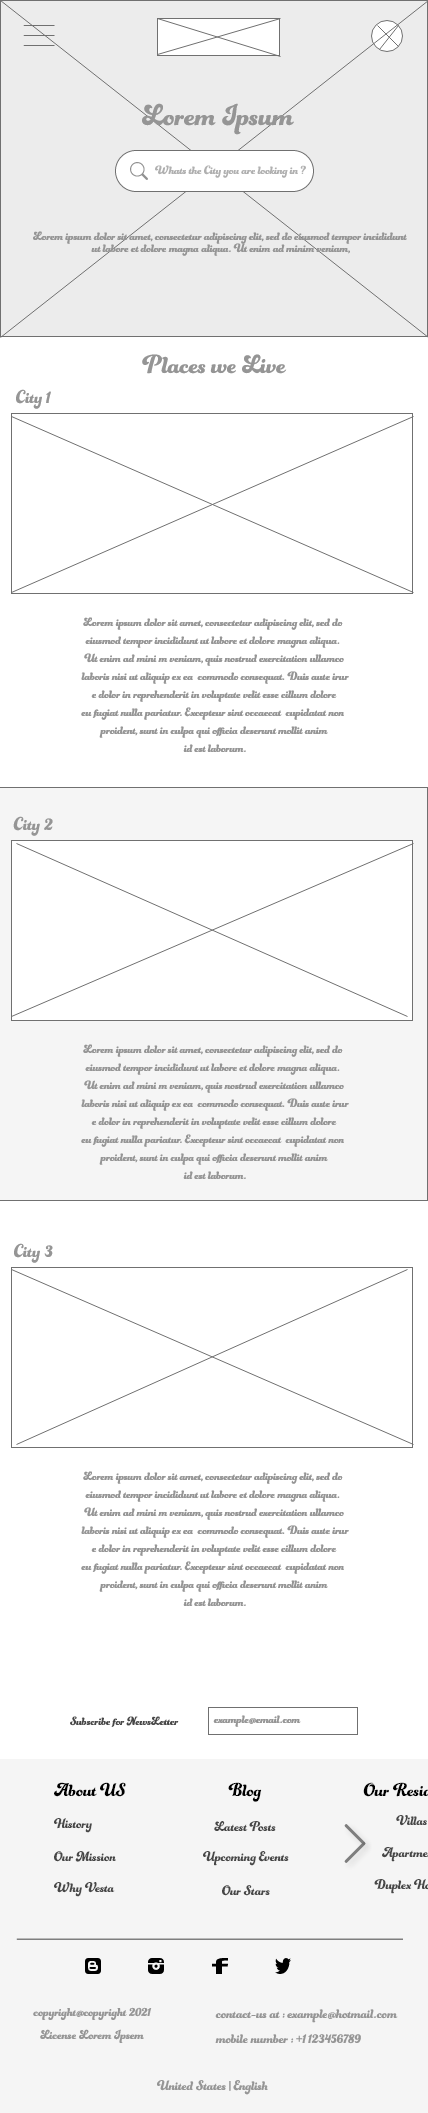 Lorem Ipsum
Whats the City you are looking in ?
Lorem ipsum dolor sit amet, consectetur adipiscing elit, sed do eiusmod tempor incididunt
ut labore et dolore magna aliqua. Ut enim ad minim veniam,
Places we Live
City 1
Lorem ipsum dolor sit amet, consectetur adipiscing elit, sed do
eiusmod tempor incididunt ut labore et dolore magna aliqua.
Ut enim ad mini m veniam, quis nostrud exercitation ullamco
laboris nisi ut aliquip ex ea commodo consequat. Duis aute irur
e dolor in reprehenderit in voluptate velit esse cillum dolore
eu fugiat nulla pariatur. Excepteur sint occaecat cupidatat non
proident, sunt in culpa qui officia deserunt mollit anim
id est laborum.
City 2
Lorem ipsum dolor sit amet, consectetur adipiscing elit, sed do
eiusmod tempor incididunt ut labore et dolore magna aliqua.
Ut enim ad mini m veniam, quis nostrud exercitation ullamco
laboris nisi ut aliquip ex ea commodo consequat. Duis aute irur
e dolor in reprehenderit in voluptate velit esse cillum dolore
eu fugiat nulla pariatur. Excepteur sint occaecat cupidatat non
proident, sunt in culpa qui officia deserunt mollit anim
id est laborum.
City 3
Lorem ipsum dolor sit amet, consectetur adipiscing elit, sed do
eiusmod tempor incididunt ut labore et dolore magna aliqua.
Ut enim ad mini m veniam, quis nostrud exercitation ullamco
laboris nisi ut aliquip ex ea commodo consequat. Duis aute irur
e dolor in reprehenderit in voluptate velit esse cillum dolore
eu fugiat nulla pariatur. Excepteur sint occaecat cupidatat non
proident, sunt in culpa qui officia deserunt mollit anim
id est laborum.
Subscribe for NewsLetter
example@email.com
About US
History
Our Mission
Why Vesta
Blog
Latest Posts
Upcoming Events
Our Stars
Our Resid
Villas
Apartme
Duplex Ho
copyright@copyright 2021
License Lorem Ipsem
contact-us at : example@hotmail.com
mobile number : +1 123456789
United States | English